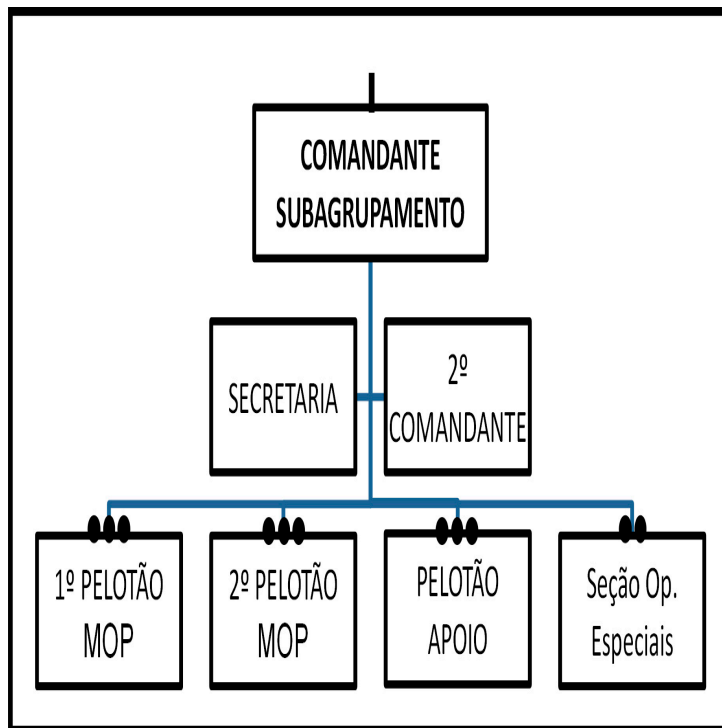 COMANDANTE
SUBAGRUPAMENTO
SECRETARIA
2º
COMANDANTE
1º PELOTÃO
MOP
2º PELOTÃO
MOP
PELOTÃO
APOIO
Seção Op.
Especiais